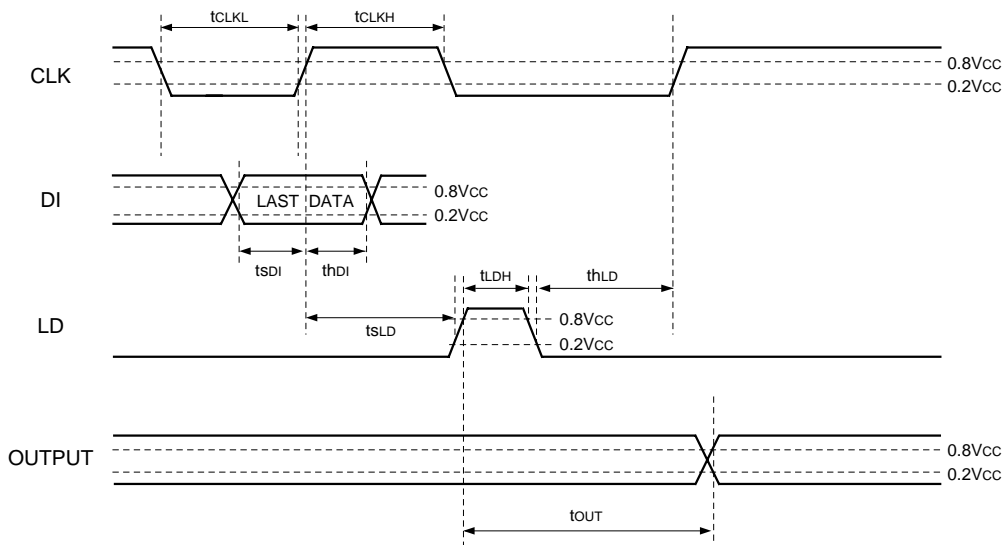 tCLKL tCLKH
CLK
0.8VCC
0.2VCC
DI
LAST DATA
0.8VCC
0.2VCC
tsDI thDI
tLDH thLD
tsLD
LD
0.8VCC
0.2VCC
OUTPUT
0.8VCC
0.2VCC
tOUT